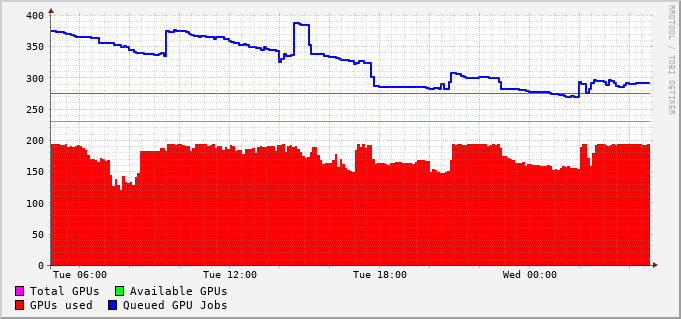 400
350
300
250
200
150
100
50
0
Tue 06:00 Tue 12:00 Tue 18:00 Wed 00:00
Total GPUs Available GPUs
GPUs used Queued GPU Jobs
RRDTOOL / TOBI OETIKER